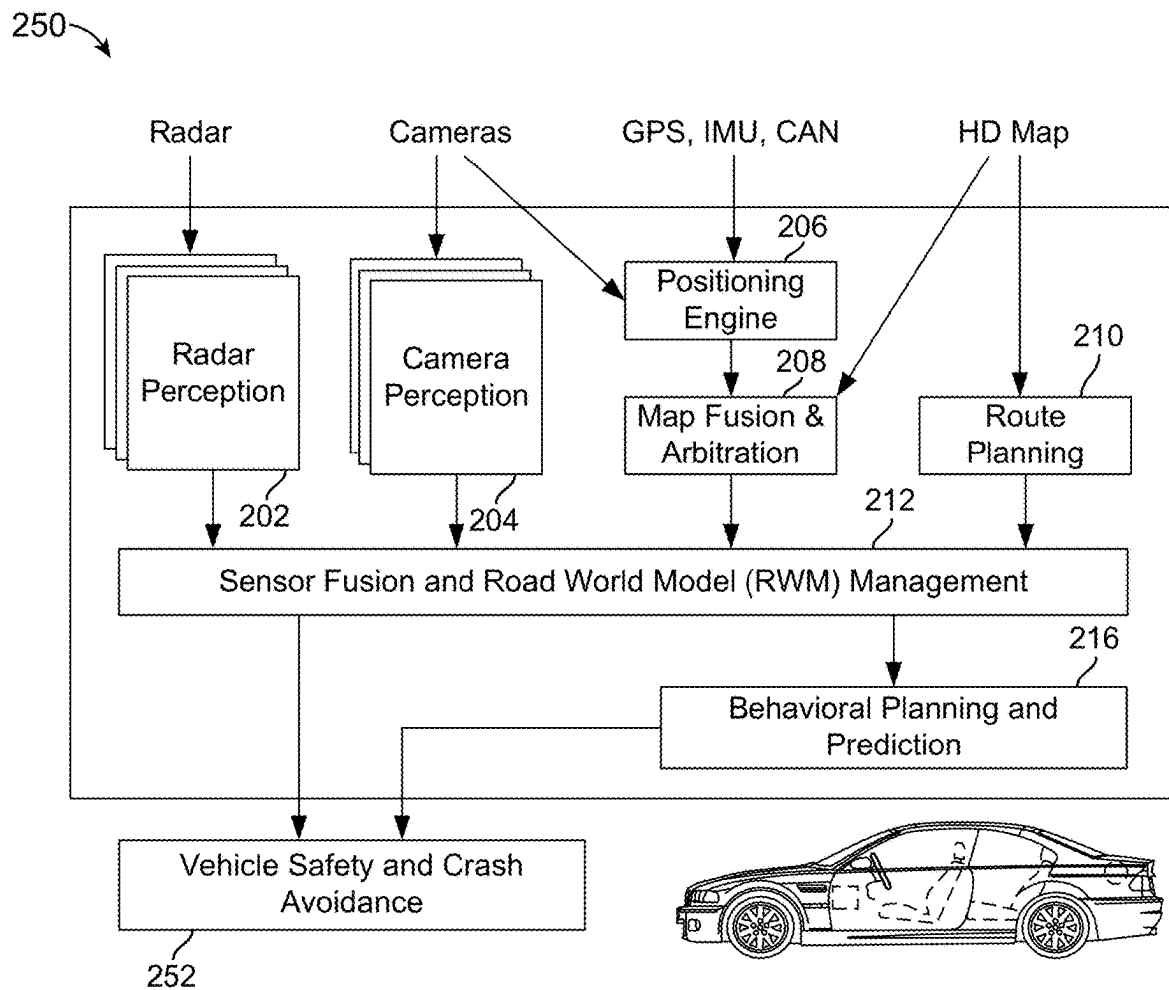 250
Radar
Cameras
GPS, IMU, CAN
HD Map
206
Positioning
Engine
210
208
Radar
Perception
Camera
Perception
Map Fusion &
Arbitration
Route
Planning
202
204
212
Sensor Fusion and Road World Model (RWM) Management
216
Behavioral Planning and
Prediction
Vehicle Safety and Crash
Avoidance
252